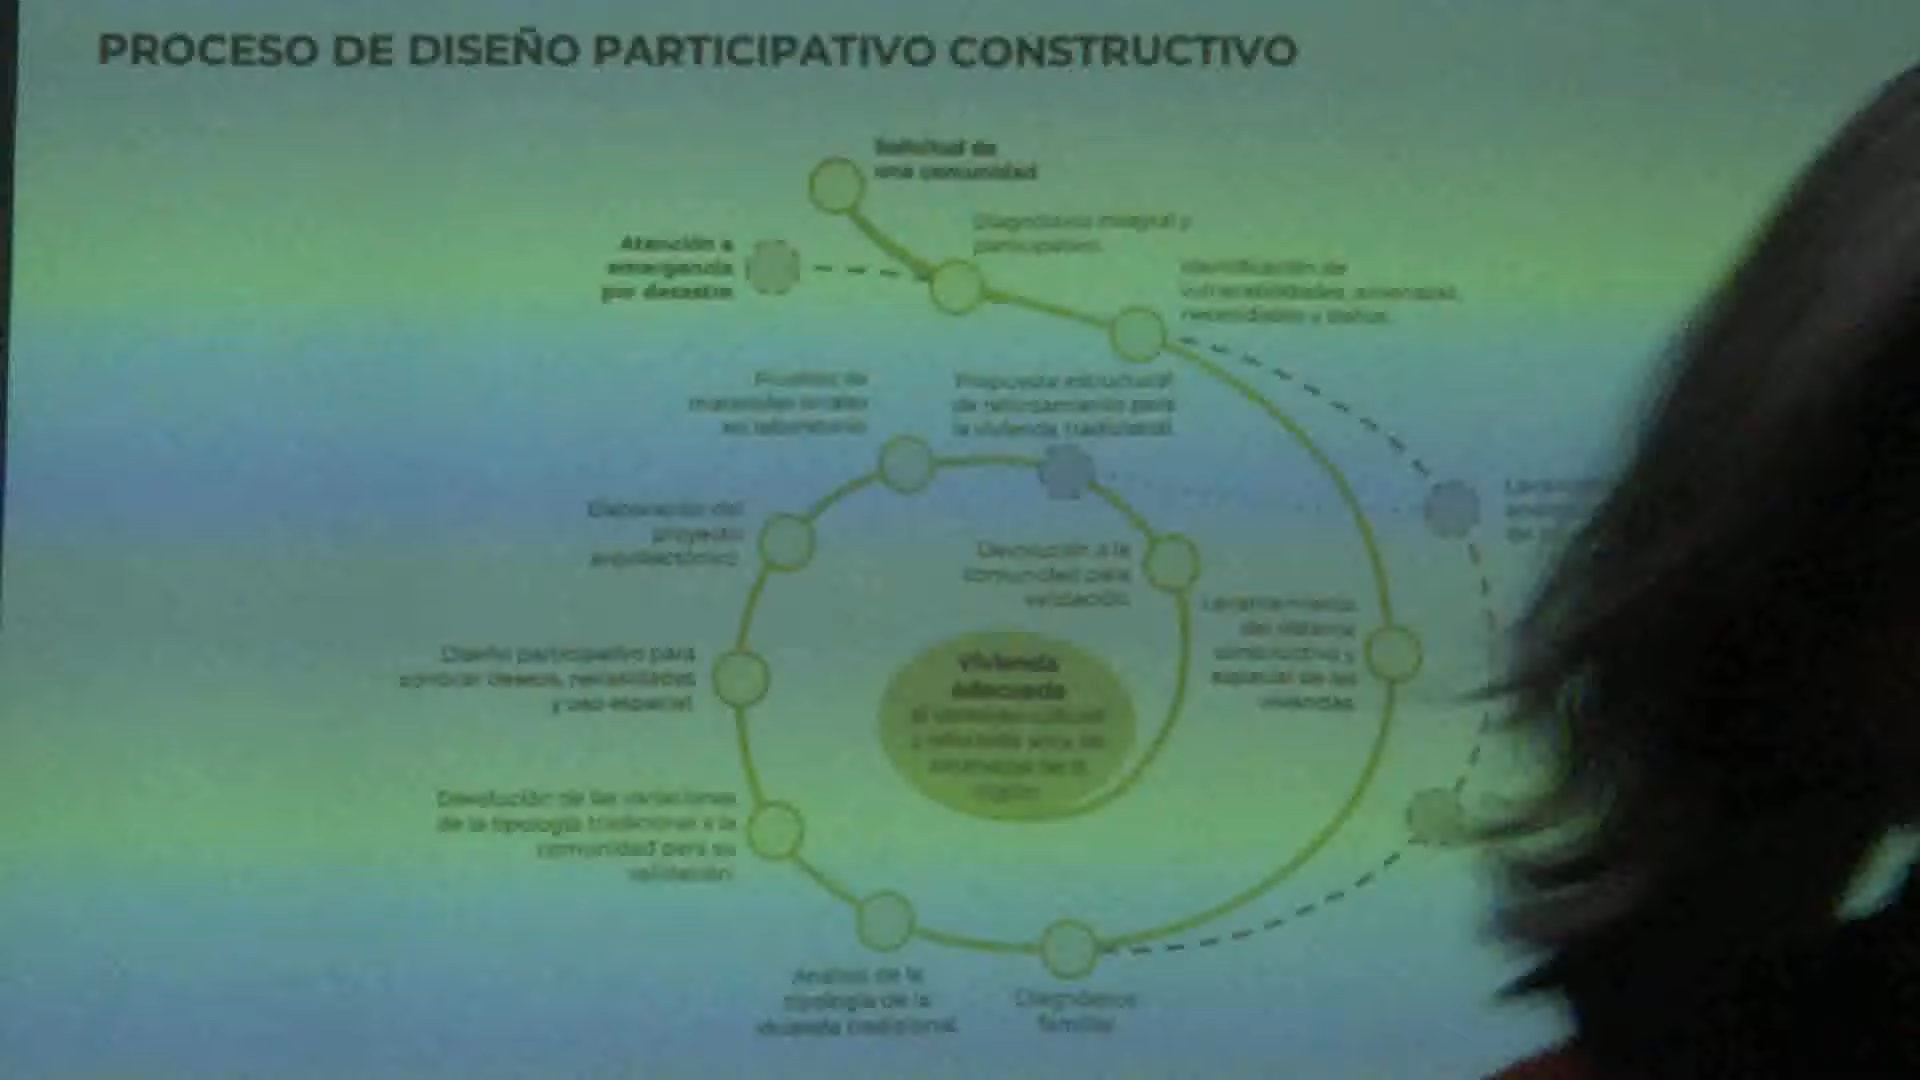 PROCESO DE DISEÑO PARTICIPATIVO CONSTRUCTIVO
Solicitud de
una comunidad
Diagnóstico integral y
participativo
Atención a
emergencia
por desastre
Identificación de
vulnerabilidades, amenazas,
necesidades y daños
Pruebas de
materiales locales
en laboratorio
Propuesta estructural
de reforzamiento para
la vivienda tradicional
Elaboración del
proyecto
arquitectónico
Devolución a la
comunidad para
validación
Levantamiento
del sistema
constructivo y
espacial de las
viviendas
Diseño participativo para
conocer deseos, necesidades
y uso espacial
Vivienda
Adecuada
Devolución de las variaciones
de la tipología tradicional a la
comunidad para su
validación
Análisis de la
tipología de la
vivienda tradicional
Diagnóstico
familiar